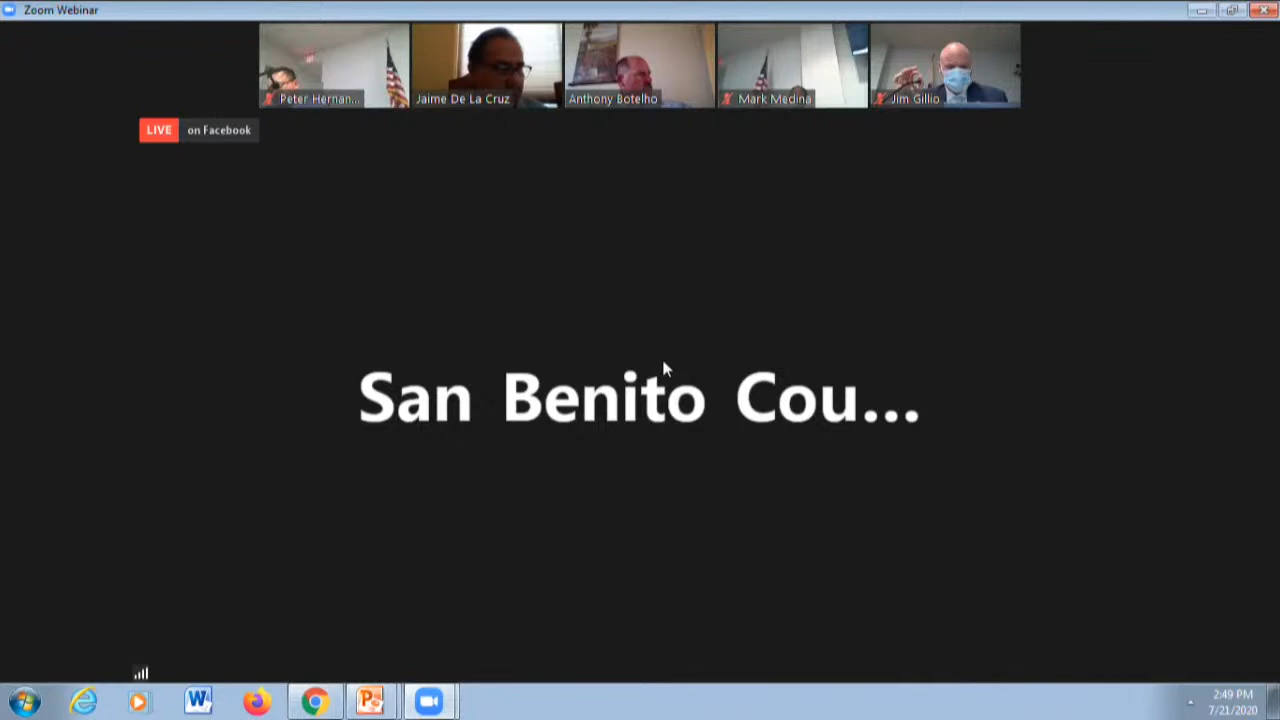 Zoom Webinar
Peter Hernan...
Jaime De La Cruz
Anthony Botelho
Mark Medina
Jim Gillio
LIVE on Facebook
San Benito Cou...
2:49 PM
7/21/2020